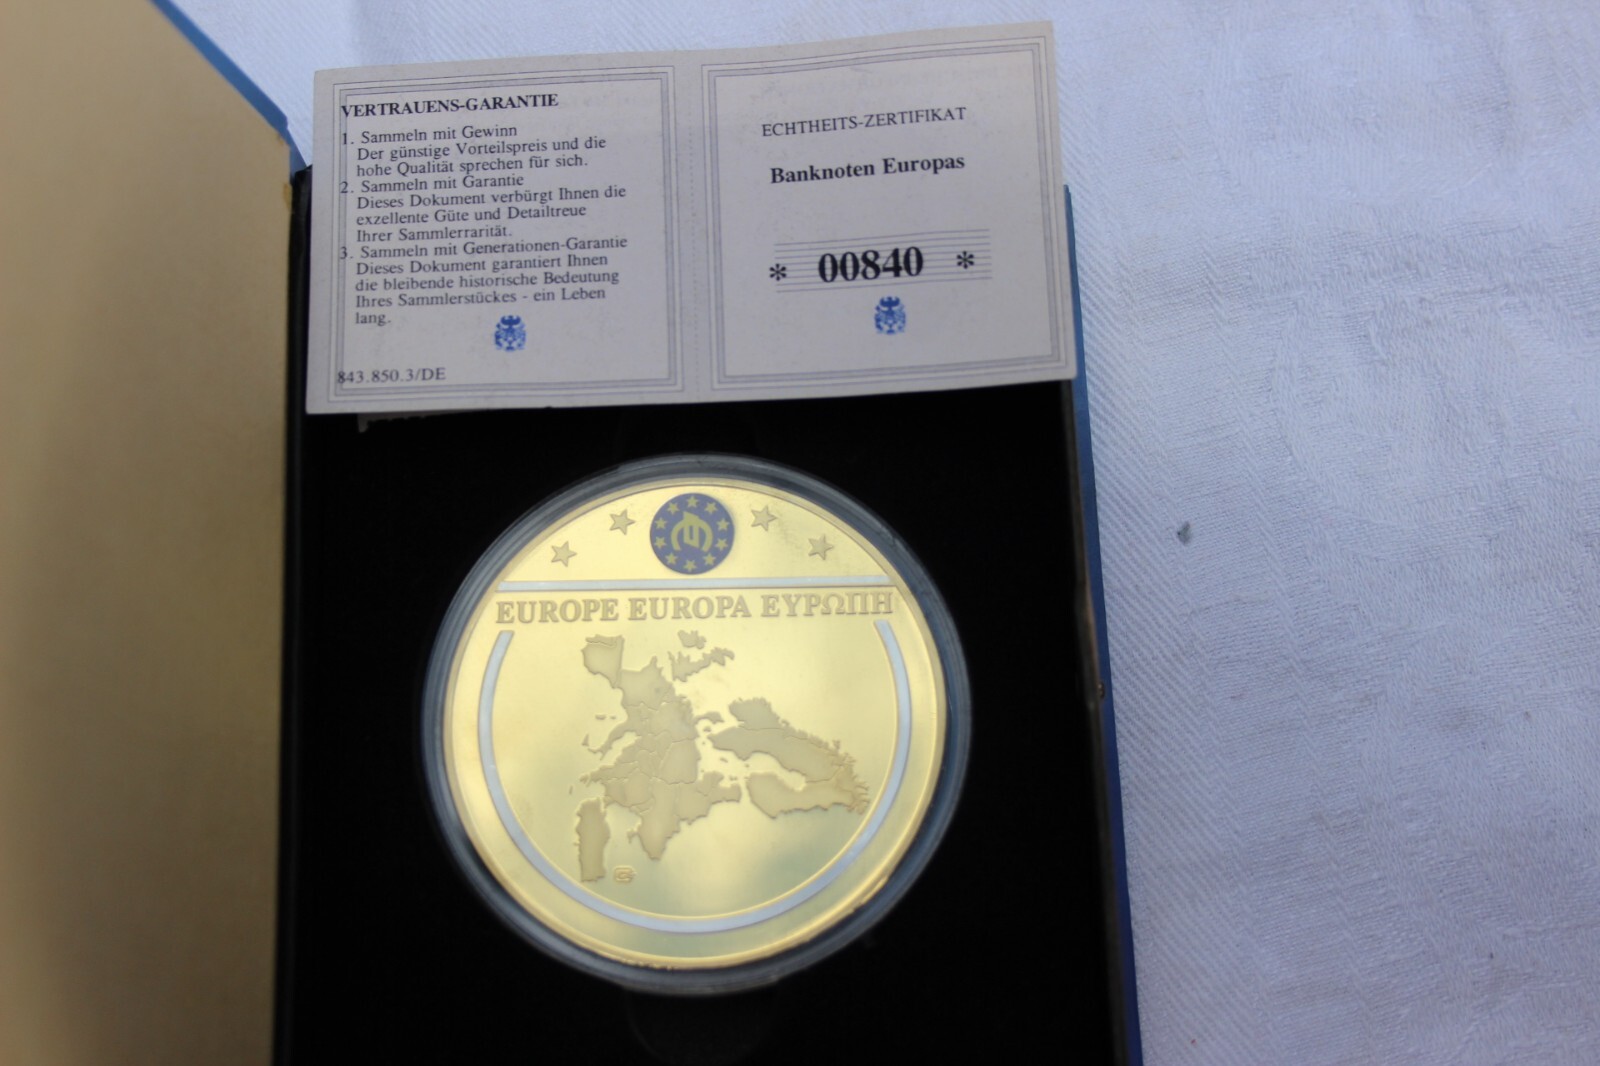 VERTRAUENS-GARANTIE
1. Sammeln mit Gewinn
Der günstige Vorteilspreis und die
hohe Qualität sprechen für sich.
2. Sammeln mit Garantie
Dieses Dokument verbürgt Ihnen die
exzellente Güte und Detailtreue
Ihrer Sammlerrarität.
3. Sammeln mit Generationen-Garantie
Dieses Dokument garantiert Ihnen
die bleibende historische Bedeutung
Ihres Sammlerstückes - ein Leben
lang.
843.850.3/DE
ECHTHEITS-ZERTIFIKAT
Banknoten Europas
* 00840 *
EUROPE EUROPA ΕΥΡΩΠΗ